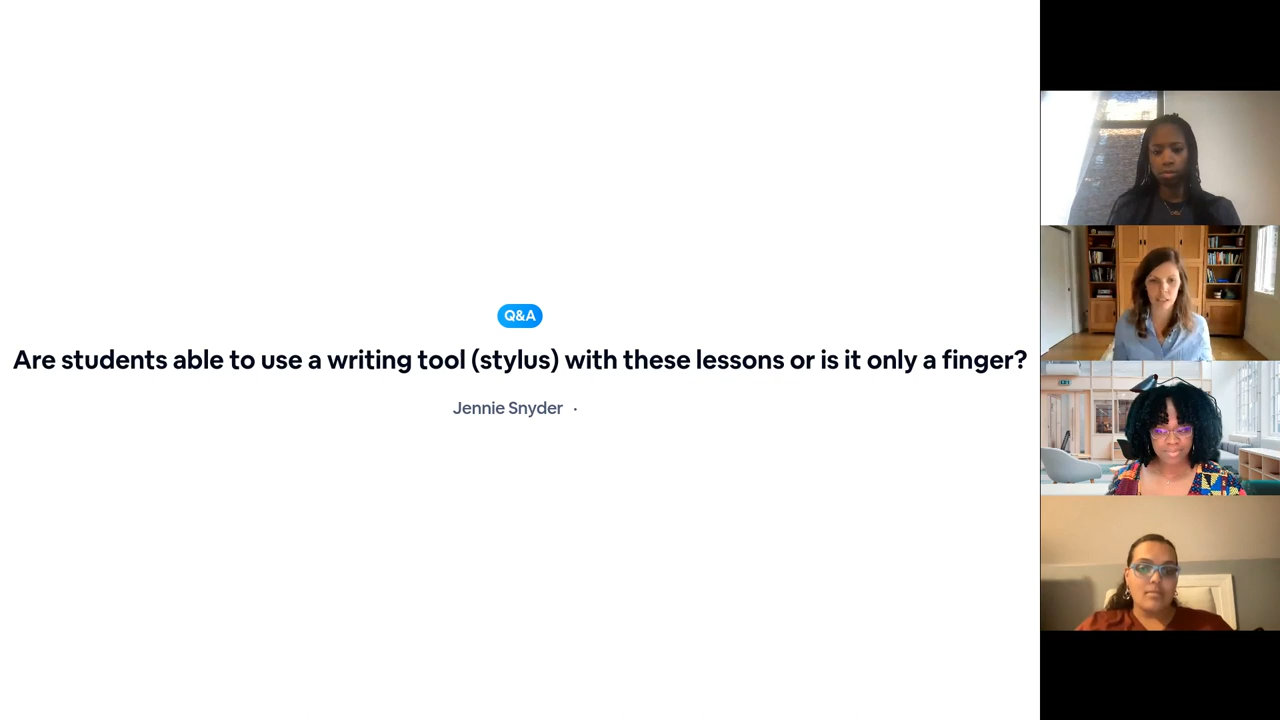 Q&A
Are students able to use a writing tool (stylus) with these lessons or is it only a finger?
Jennie Snyder ·